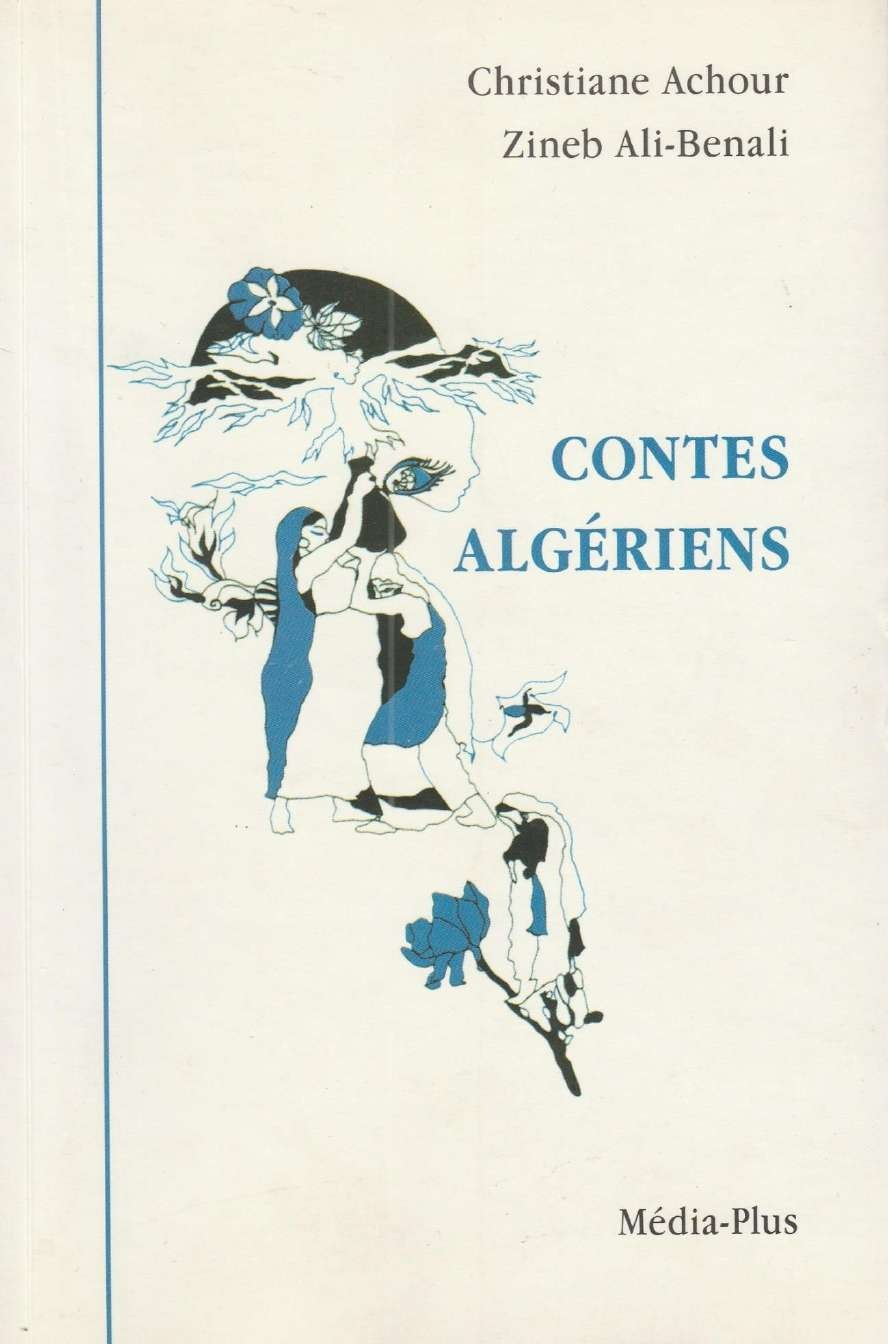 Christiane Achour
Zineb Ali-Benali
CONTES
ALGÉRIENS
Média-Plus